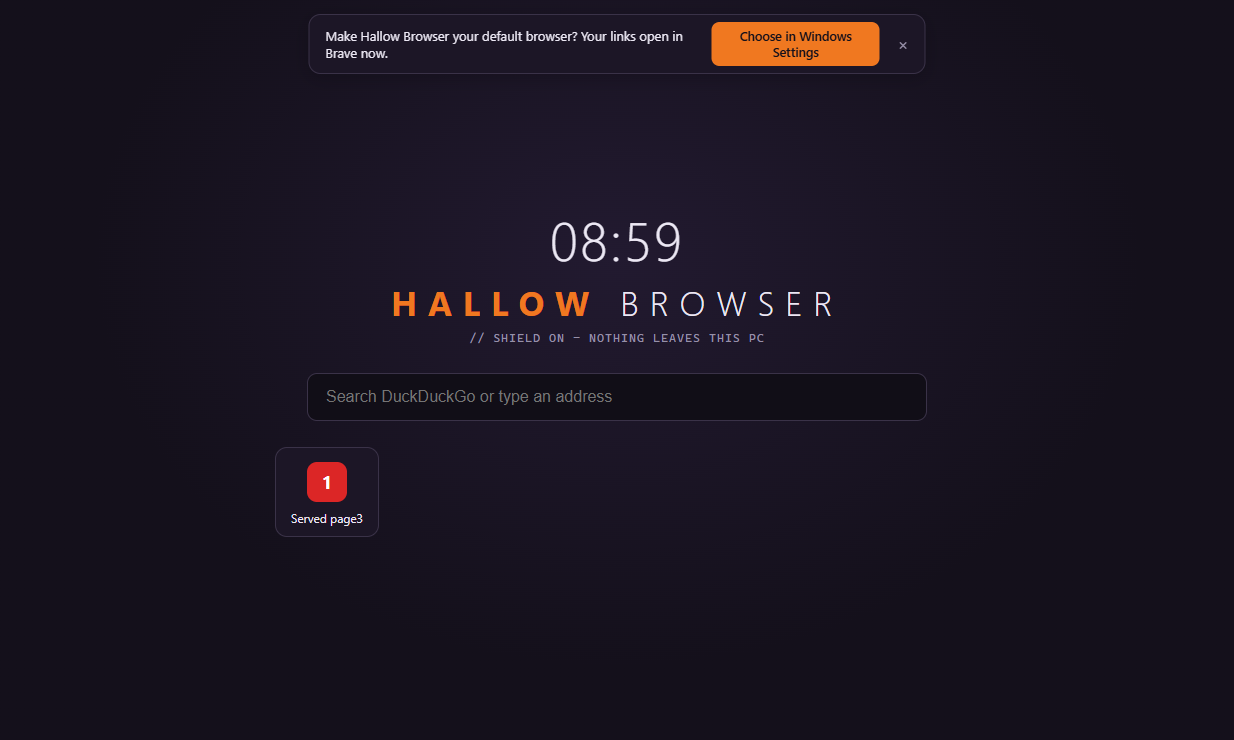 Make Hallow Browser your default browser? Your links open in
Brave now.
Choose in Windows
Settings
×
08:59
HALLOW BROWSER
// SHIELD ON – NOTHING LEAVES THIS PC
Search DuckDuckGo or type an address
1
Served page3